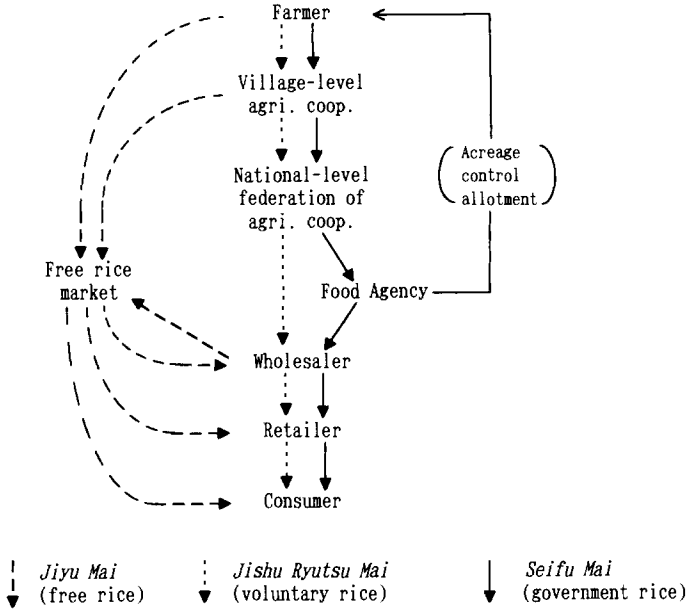 Farmer
Village-level
agri. coop.
National-level
federation of
agri. coop.
Acreage
control
allotment
Free rice
market
Food Agency
Wholesaler
Retailer
Consumer
Jiyu Mai
(free rice)
Jishu Ryutsu Mai
(voluntary rice)
Seifu Mai
(government rice)